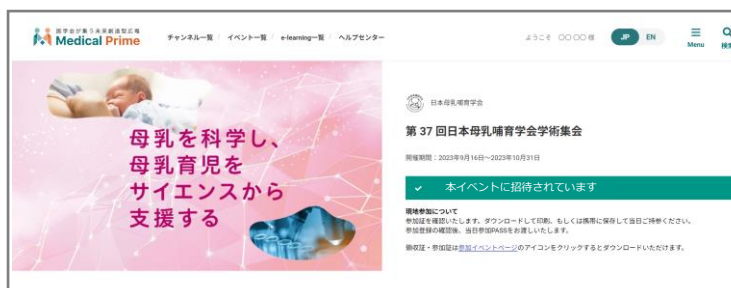 医学会が集う未来創造型広場
Medical Prime
チャンネル一覧 / イベント一覧 / e-learning一覧 / ヘルプセンター
ようこそ 〇〇 〇〇 様
JP EN
Menu
検索
母乳を科学し、
母乳育児を
サイエンスから
支援する
日本母乳哺育学会
第 37 回日本母乳哺育学会学術集会
開催期間：2023年9月16日～2023年10月31日
本イベントに招待されています
現地参加について
参加証を確認いたします。ダウンロードして印刷、もしくは携帯に保存して当日ご持参ください。
参加登録の確認後、当日参加PASSをお渡しいたします。
領収証・参加証は参加イベントページのアイコンをクリックするとダウンロードいただけます。